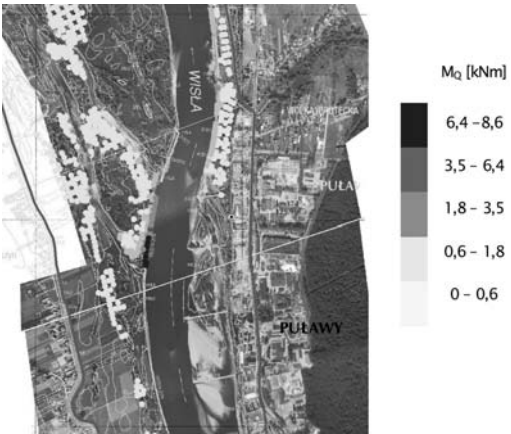 WISŁA
PUŁAWY
PUŁAWY
M_Q [kNm]
6,4 –8,6
3,5 – 6,4
1,8 – 3,5
0,6 – 1,8
0 – 0,6